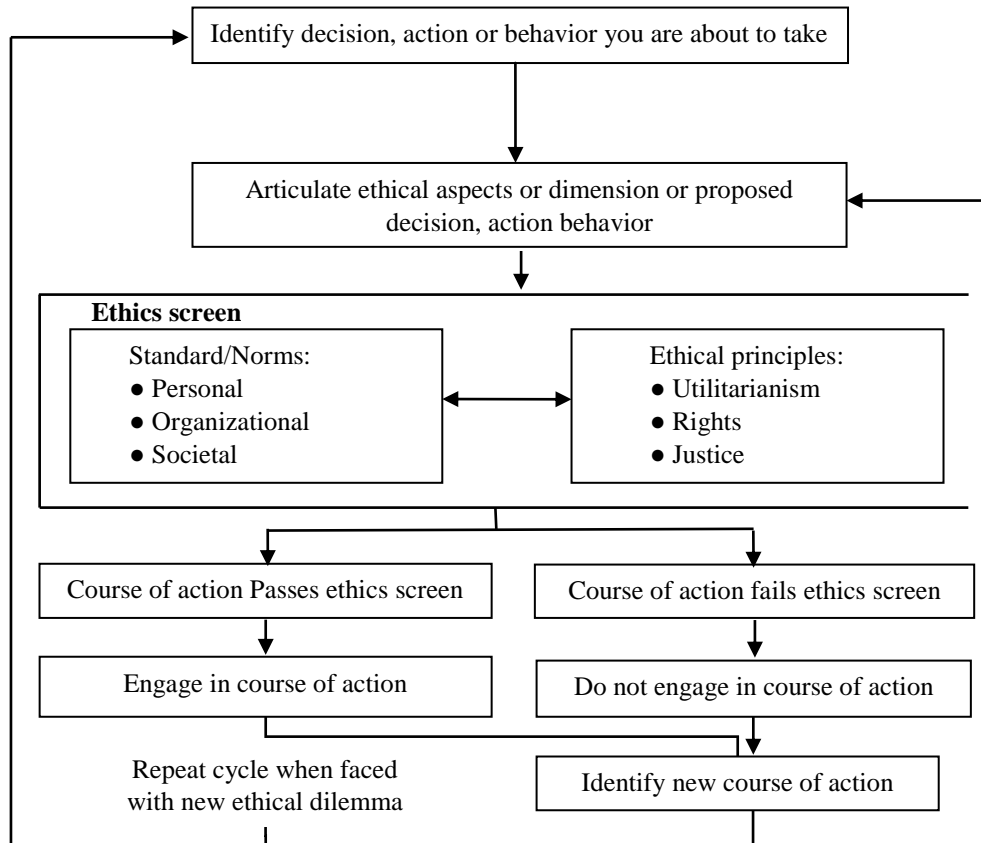 Identify decision, action or behavior you are about to take
Articulate ethical aspects or dimension or proposed
decision, action behavior
Ethics screen
Standard/Norms:
● Personal
● Organizational
● Societal
Ethical principles:
● Utilitarianism
● Rights
● Justice
Course of action Passes ethics screen
Course of action fails ethics screen
Engage in course of action
Do not engage in course of action
Repeat cycle when faced
with new ethical dilemma
Identify new course of action